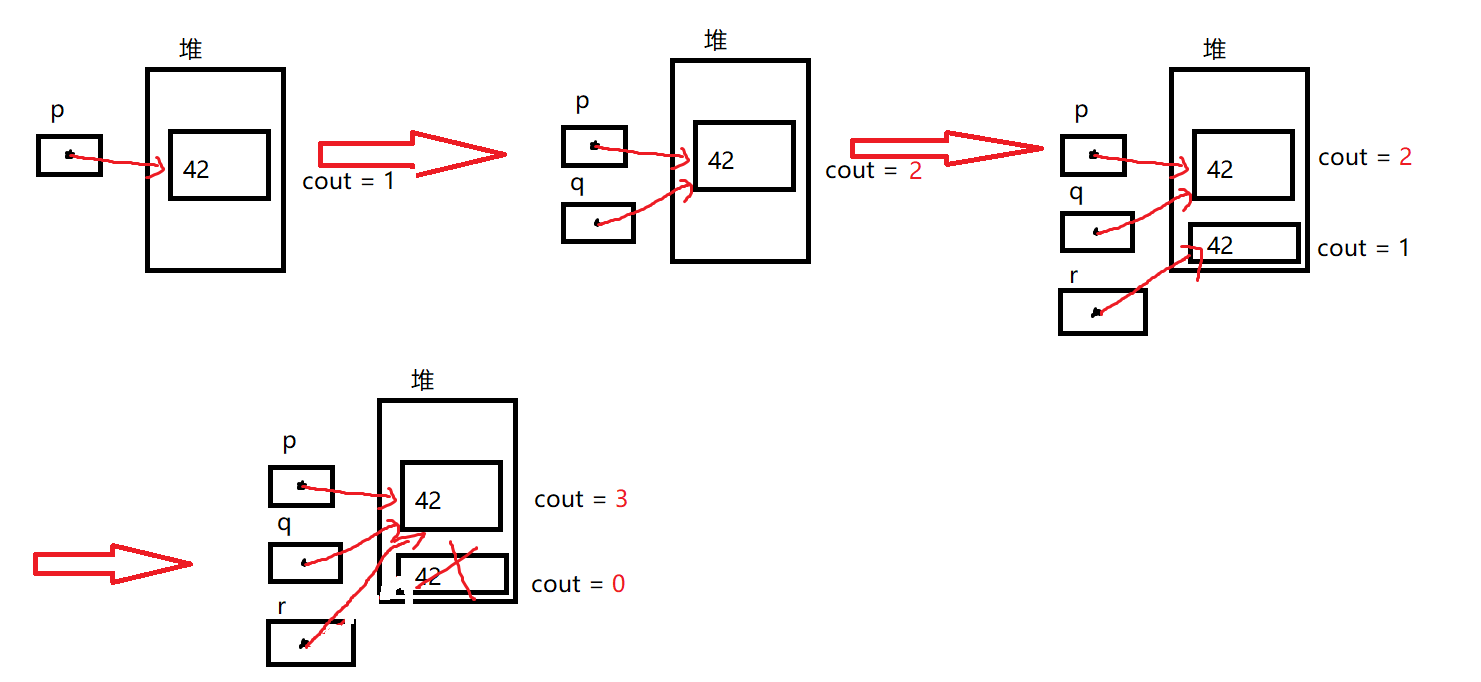 堆
p
42
cout = 1
堆
p
42
q
cout = 2
堆
p
42
cout = 2
q
42
cout = 1
r
堆
p
42
cout = 3
q
42
cout = 0
r